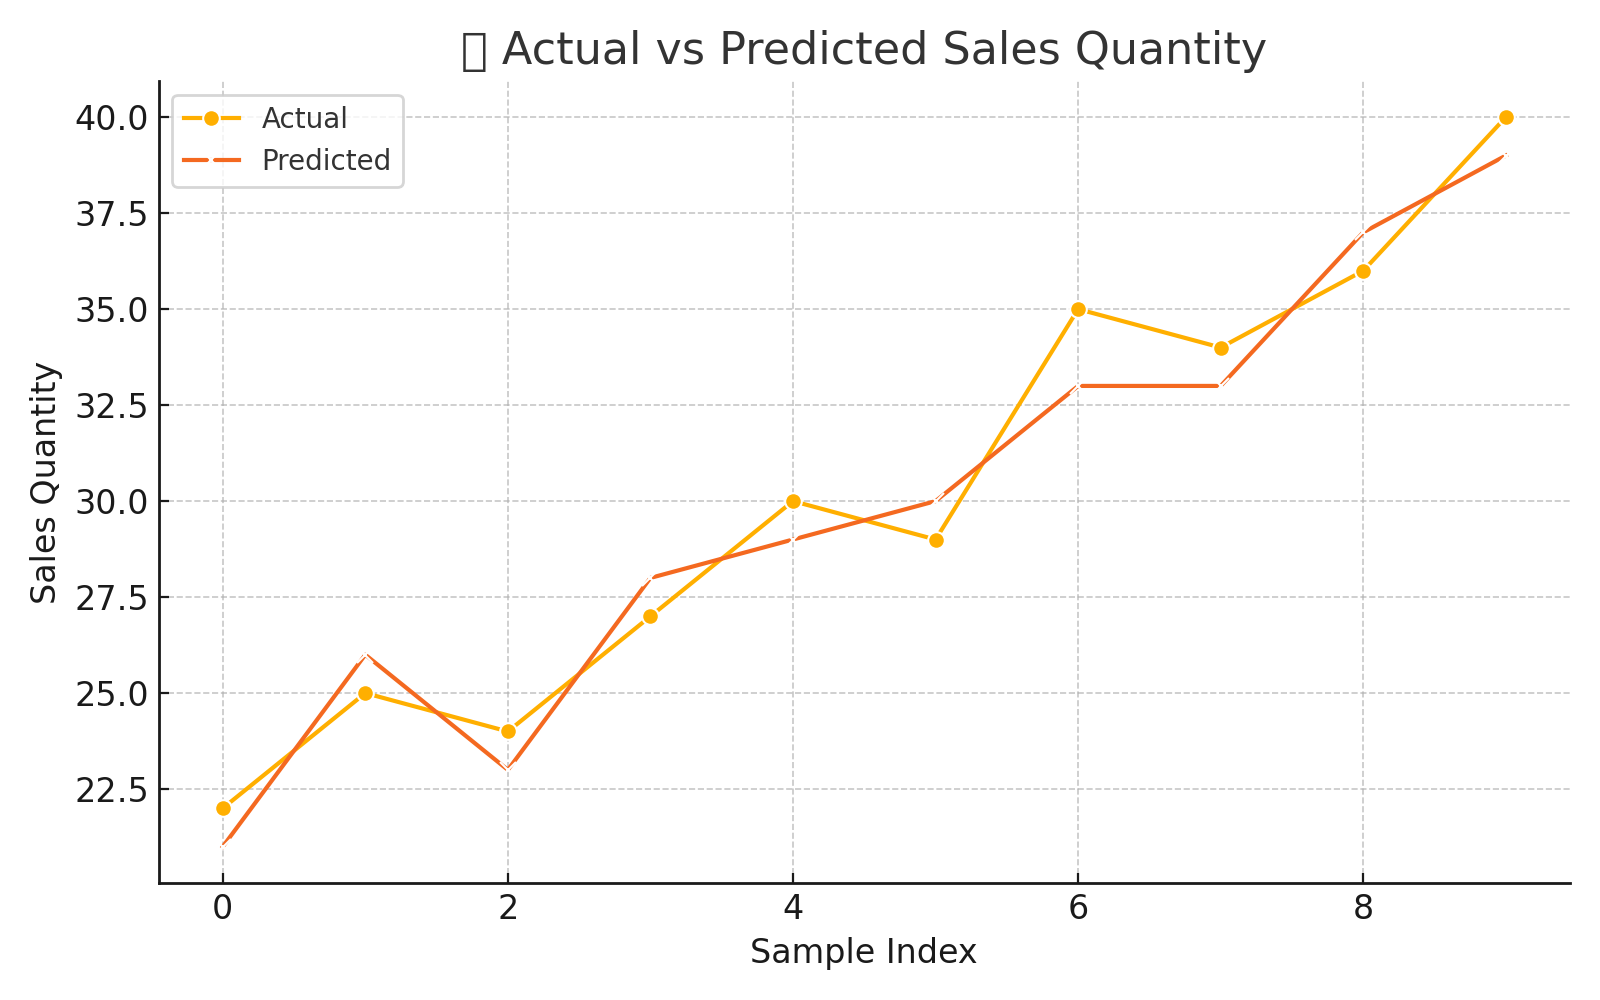 Actual vs Predicted Sales Quantity
Actual
Predicted
40.0
37.5
35.0
32.5
30.0
27.5
25.0
22.5
Sales Quantity
0 2 4 6 8
Sample Index